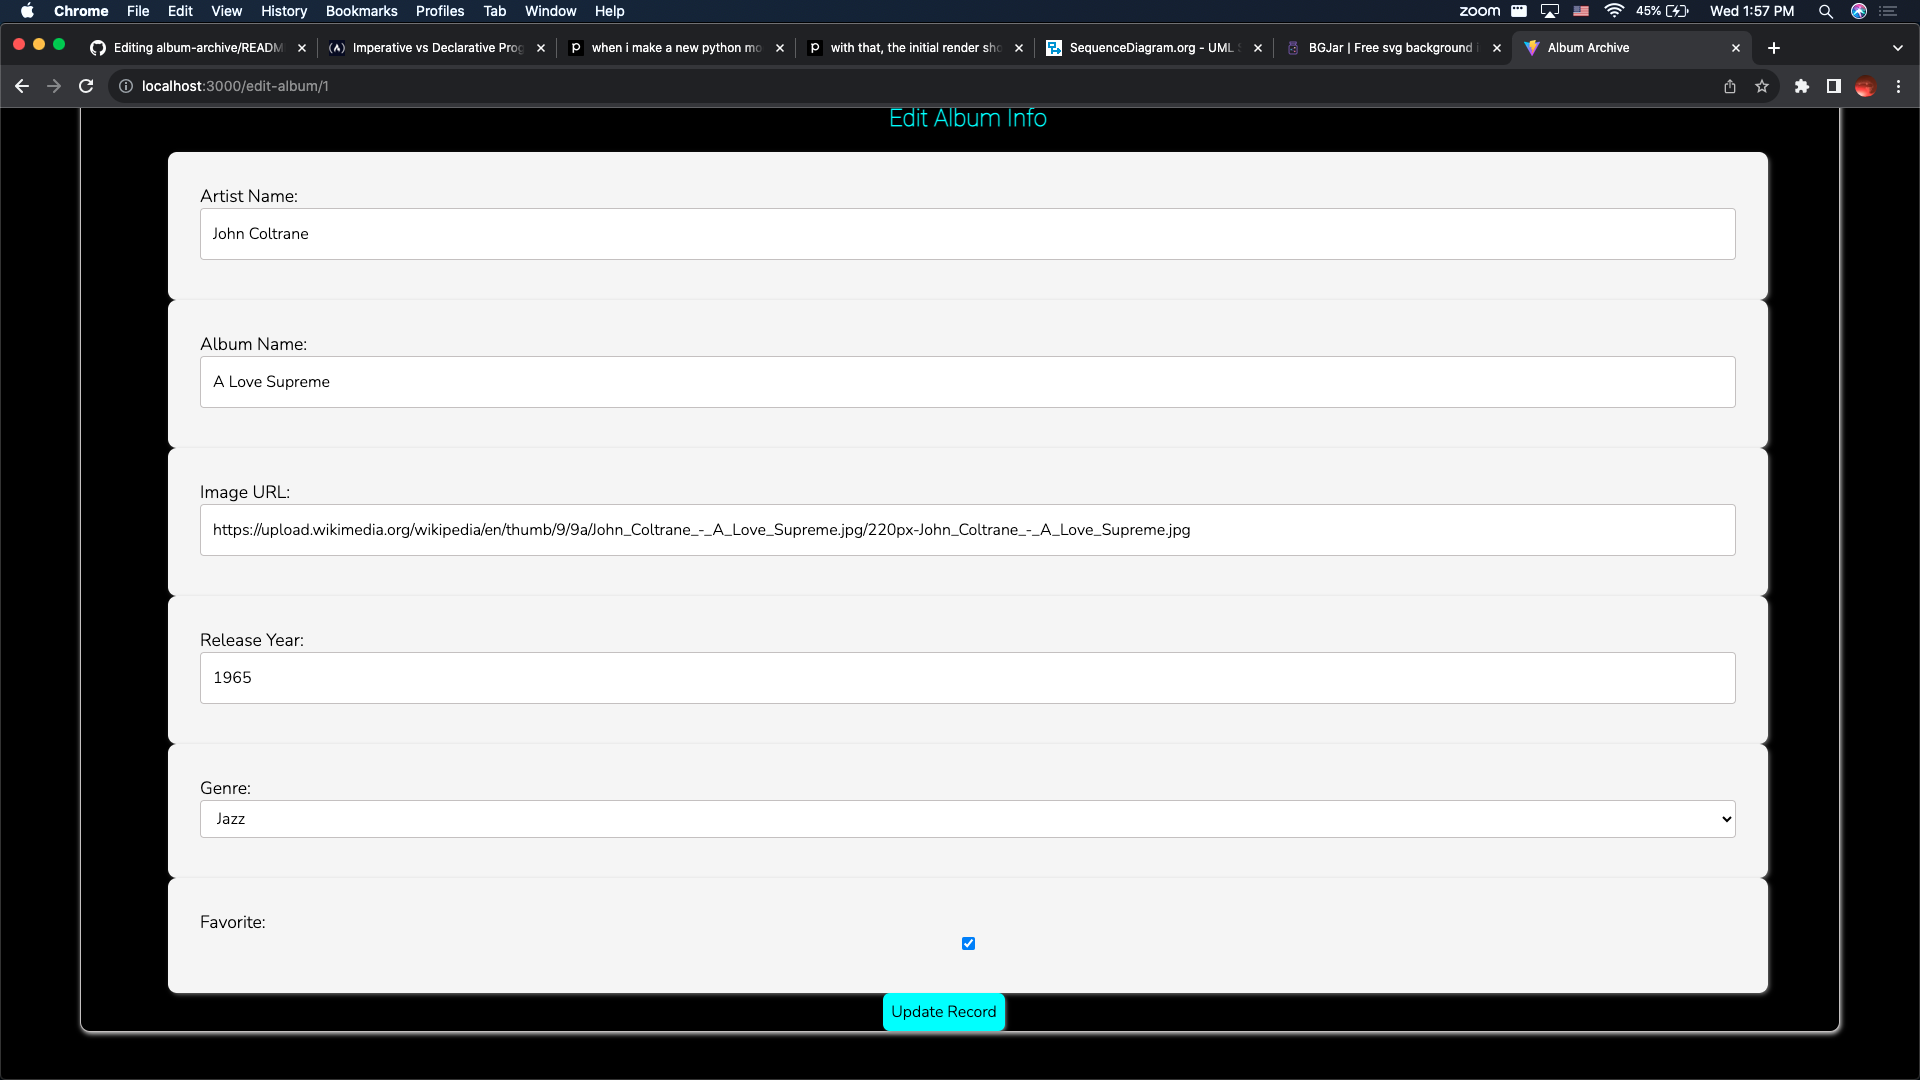 Chrome File Edit View History Bookmarks Profiles Tab Window Help zoom 45% Wed 1:57 PM
Editing album-archive/READM Imperative vs Declarative Prog when i make a new python mo with that, the initial render sho SequenceDiagram.org - UML BGJar | Free svg background Album Archive
localhost:3000/edit-album/1
Edit Album Info
Artist Name:
John Coltrane
Album Name:
A Love Supreme
Image URL:
https://upload.wikimedia.org/wikipedia/en/thumb/9/9a/John_Coltrane_-_A_Love_Supreme.jpg/220px-John_Coltrane_-_A_Love_Supreme.jpg
Release Year:
1965
Genre:
Jazz
Favorite:
Update Record